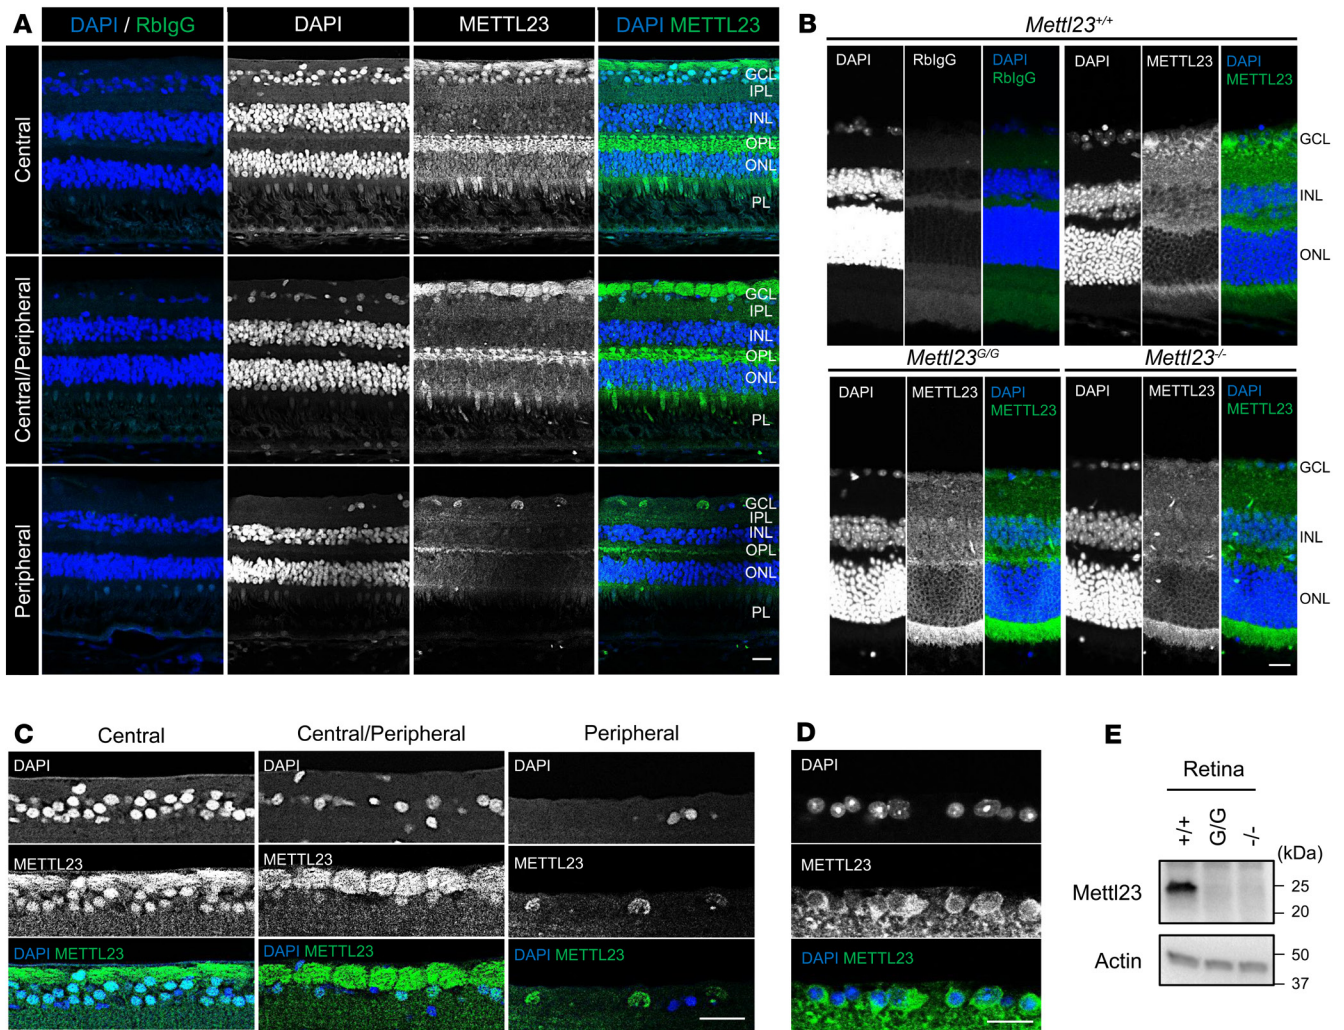 A
DAPI / RbIgG
DAPI
METTL23
DAPI METTL23
Central
GCL
IPL
INL
OPL
ONL
PL
Central/Peripheral
GCL
IPL
INL
OPL
ONL
PL
Peripheral
GCL
IPL
INL
OPL
ONL
PL
B
Mettl23+/+
DAPI
RbIgG
DAPI
RbIgG
DAPI
METTL23
DAPI
METTL23
GCL
INL
ONL
Mettl23G/G
Mettl23-/-
DAPI
METTL23
DAPI
METTL23
DAPI
METTL23
DAPI
METTL23
GCL
INL
ONL
C
Central
Central/Peripheral
Peripheral
DAPI
DAPI
DAPI
METTL23
METTL23
METTL23
DAPI METTL23
DAPI METTL23
DAPI METTL23
D
DAPI
METTL23
DAPI METTL23
E
Retina
+/+
G/G
-/-
(kDa)
Mettl23
25
20
Actin
50
37